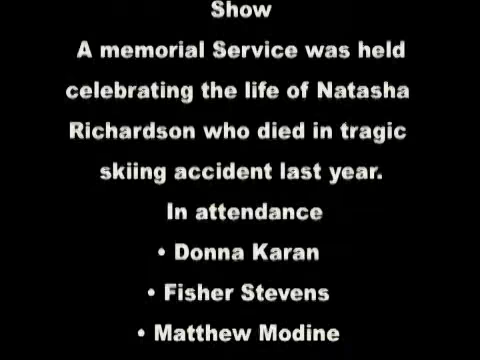 Show
A memorial Service was held
celebrating the life of Natasha
Richardson who died in tragic
skiing accident last year.
In attendance
• Donna Karan
• Fisher Stevens
• Matthew Modine